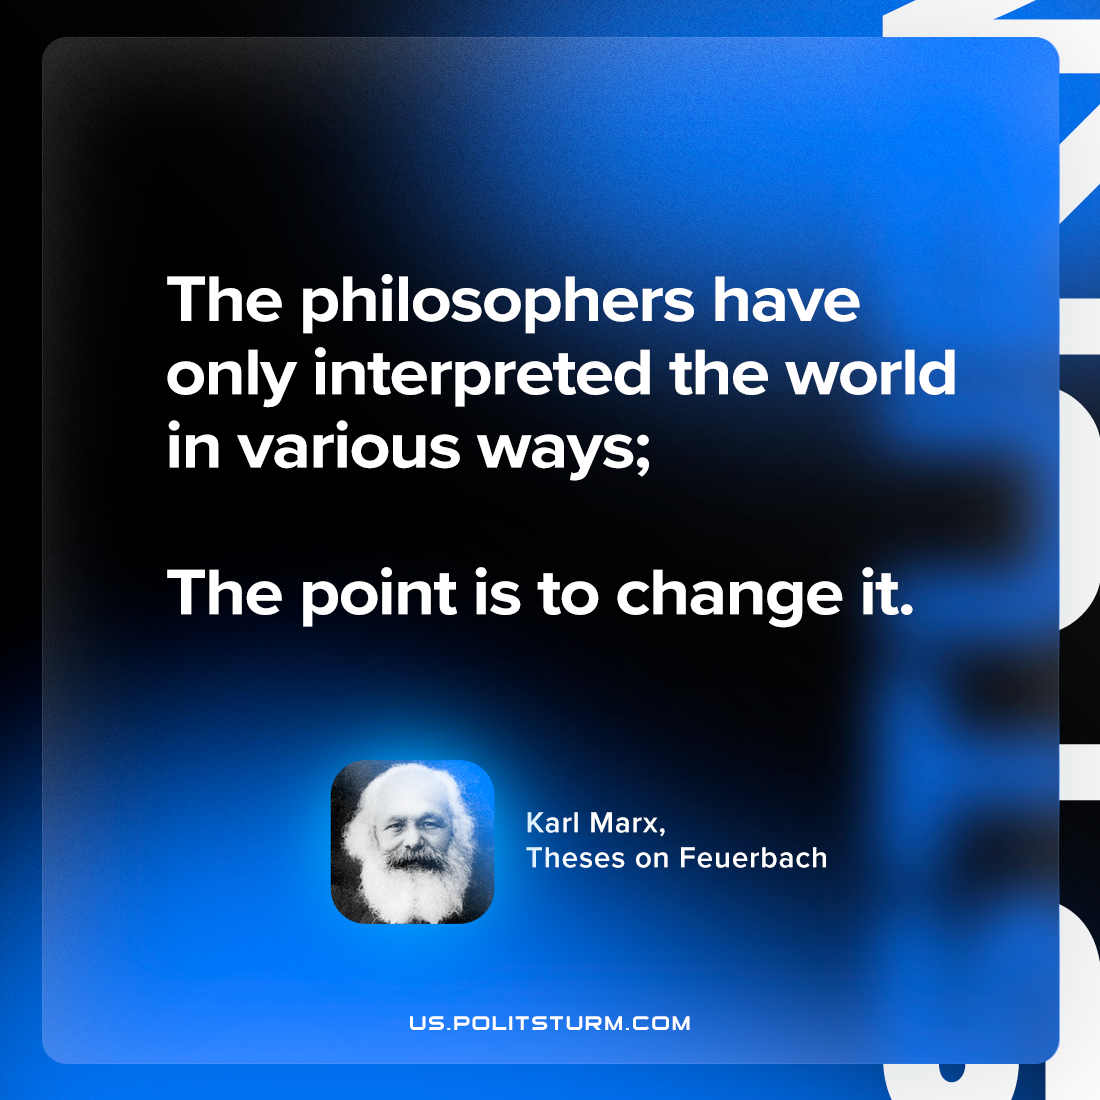 The philosophers have
only interpreted the world
in various ways;
The point is to change it.
Karl Marx,
Theses on Feuerbach
US.POLITSTURM.COM